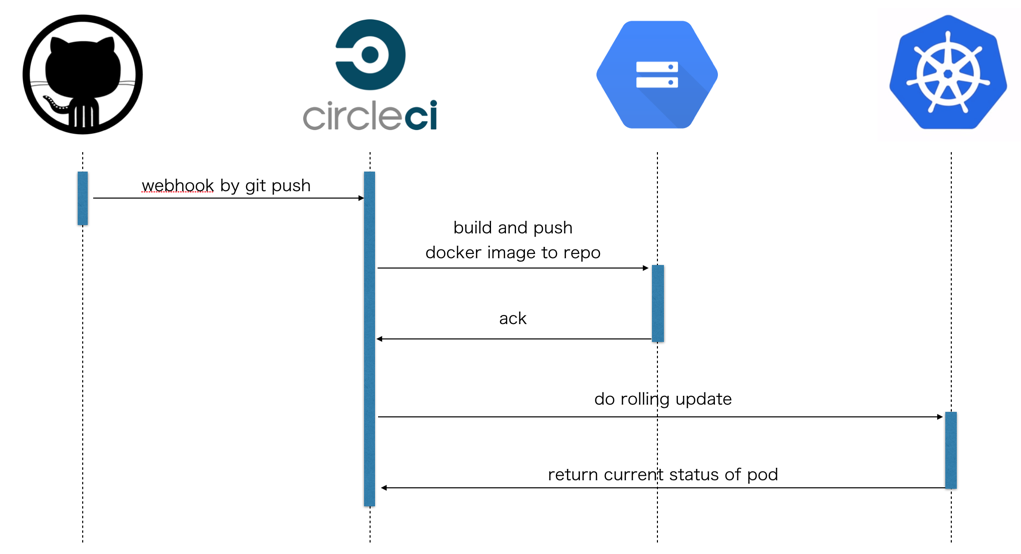 circleci
webhook by git push
build and push
docker image to repo
ack
do rolling update
return current status of pod